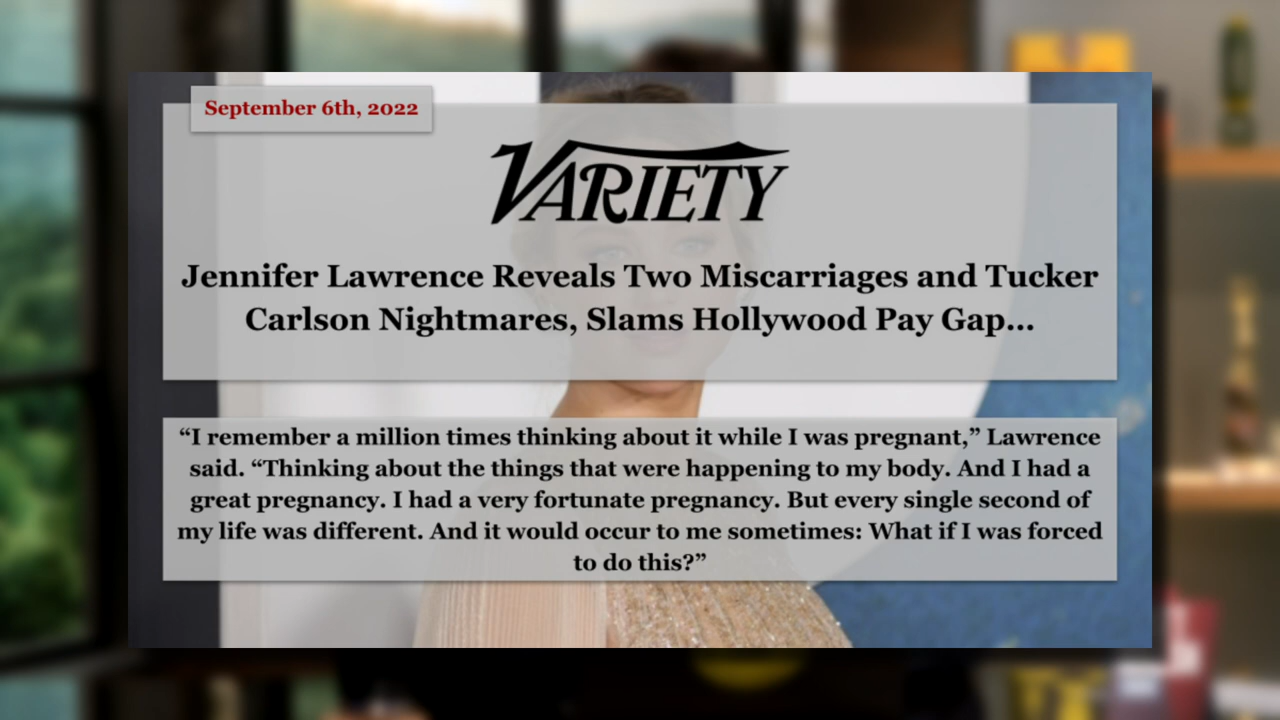 September 6th, 2022
VARIETY
Jennifer Lawrence Reveals Two Miscarriages and Tucker
Carlson Nightmares, Slams Hollywood Pay Gap...
“I remember a million times thinking about it while I was pregnant,” Lawrence
said. “Thinking about the things that were happening to my body. And I had a
great pregnancy. I had a very fortunate pregnancy. But every single second of
my life was different. And it would occur to me sometimes: What if I was forced
to do this?”